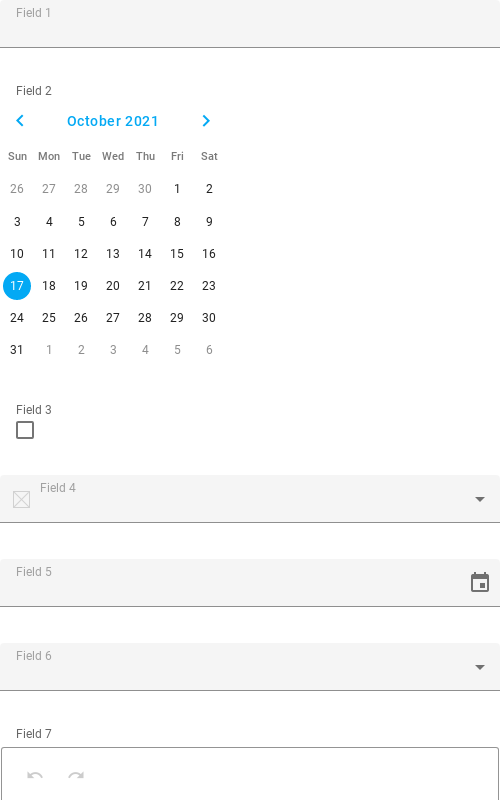 Field 1
Field 2
October 2021
Sun Mon Tue Wed Thu Fri Sat
26 27 28 29 30 1 2
3 4 5 6 7 8 9
10 11 12 13 14 15 16
17 18 19 20 21 22 23
24 25 26 27 28 29 30
31 1 2 3 4 5 6
Field 3
Field 4
Field 5
Field 6
Field 7